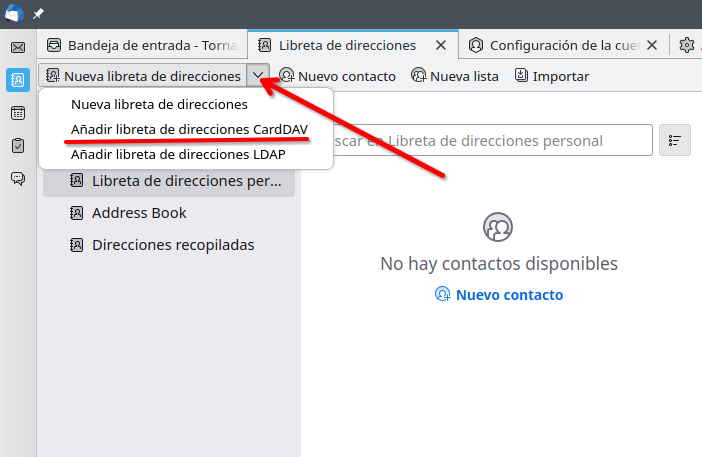 Bandeja de entrada - Torna
Libreta de direcciones
Configuración de la cue
Nueva libreta de direcciones
Nuevo contacto
Nueva lista
Importar
Nueva libreta de direcciones
Añadir libreta de direcciones CardDAV
Añadir libreta de direcciones LDAP
scar en Libreta de direcciones personal
Libreta de direcciones per...
Address Book
Direcciones recopiladas
No hay contactos disponibles
Nuevo contacto